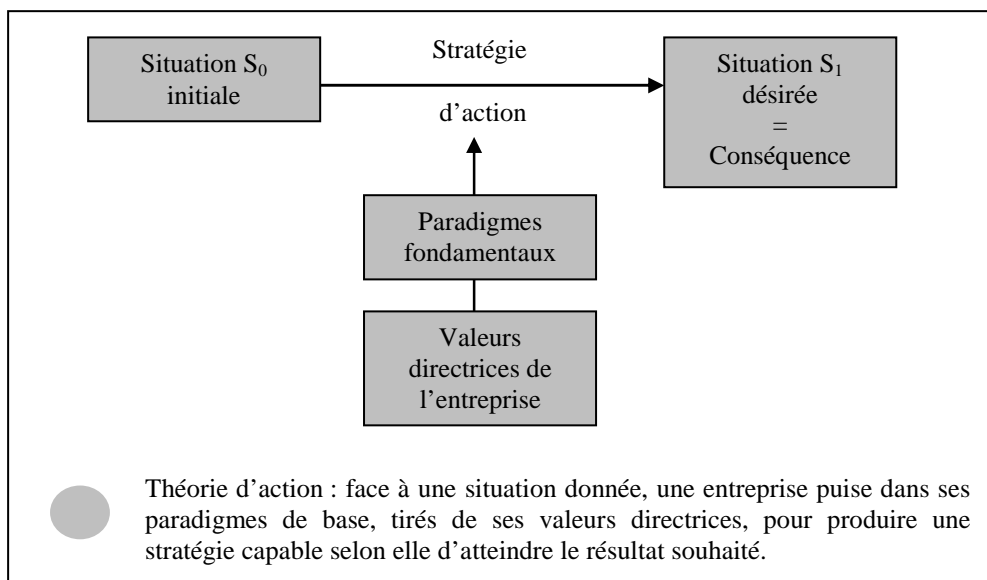 Situation S0
initiale
Stratégie
d’action
Situation S1
désirée
=
Conséquence
Paradigmes
fondamentaux
Valeurs
directrices de
l’entreprise
Théorie d’action : face à une situation donnée, une entreprise puise dans ses
paradigmes de base, tirés de ses valeurs directrices, pour produire une
stratégie capable selon elle d’atteindre le résultat souhaité.